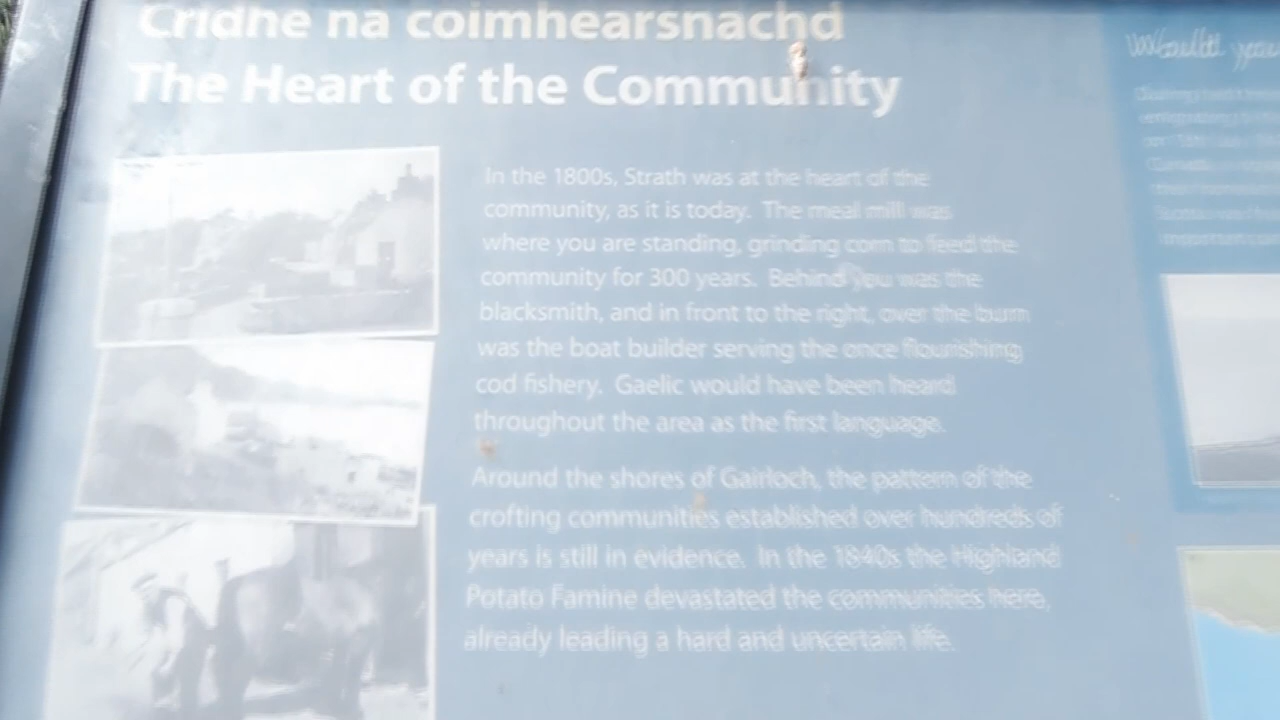 Cridhe na coimhearsnachd
The Heart of the Community
In the 1800s, Strath was at the heart of the
community, as it is today. The meal mill was
where you are standing, grinding corn to feed the
community for 300 years. Behind you was the
blacksmith, and in front to the right, over the burn
was the boat builder serving the once flourishing
cod fishery. Gaelic would have been heard
throughout the area as the first language.
Around the shores of Gairloch, the pattern of the
crofting communities established over hundreds of
years is still in evidence. In the 1840s the Highland
Potato Famine devastated the communities here,
already leading a hard and uncertain life.
Would you